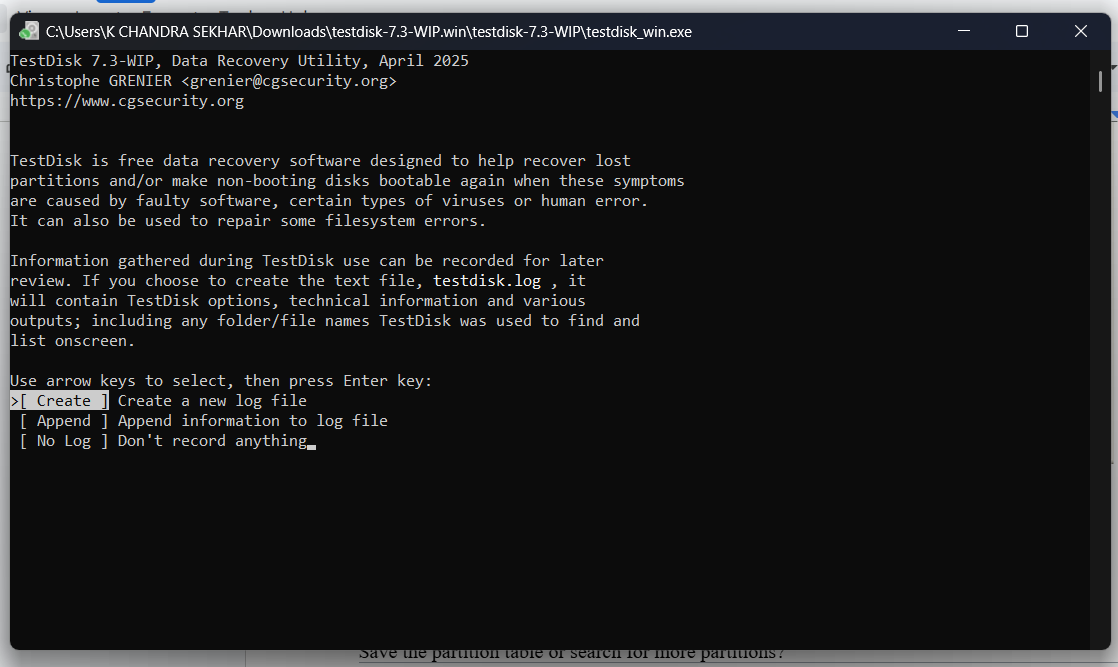 C:\Users\K CHANDRA SEKHAR\Downloads\testdisk-7.3-WIP.win\testdisk-7.3-WIP\testdisk_win.exe
TestDisk 7.3-WIP, Data Recovery Utility, April 2025
Christophe GRENIER <grenier@cgsecurity.org>
https://www.cgsecurity.org
TestDisk is free data recovery software designed to help recover lost
partitions and/or make non-booting disks bootable again when these symptoms
are caused by faulty software, certain types of viruses or human error.
It can also be used to repair some filesystem errors.
Information gathered during TestDisk use can be recorded for later
review. If you choose to create the text file, testdisk.log , it
will contain TestDisk options, technical information and various
outputs; including any folder/file names TestDisk was used to find and
list onscreen.
Use arrow keys to select, then press Enter key:
>[ Create ] Create a new log file
[ Append ] Append information to log file
[ No Log ] Don't record anything
Save the partition table or search for more partitions?